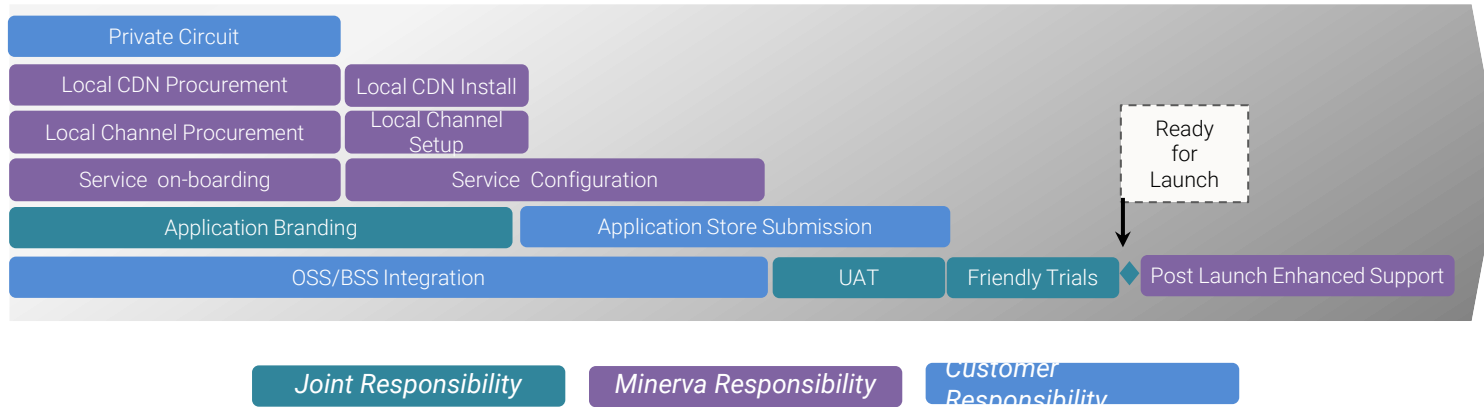 Private Circuit
Local CDN Procurement
Local CDN Install
Local Channel Procurement
Local Channel
Setup
Service on-boarding
Service Configuration
Application Branding
Application Store Submission
OSS/BSS Integration
UAT
Friendly Trials
Post Launch Enhanced Support
Ready
for
Launch
Joint Responsibility
Minerva Responsibility
Customer
Responsibility